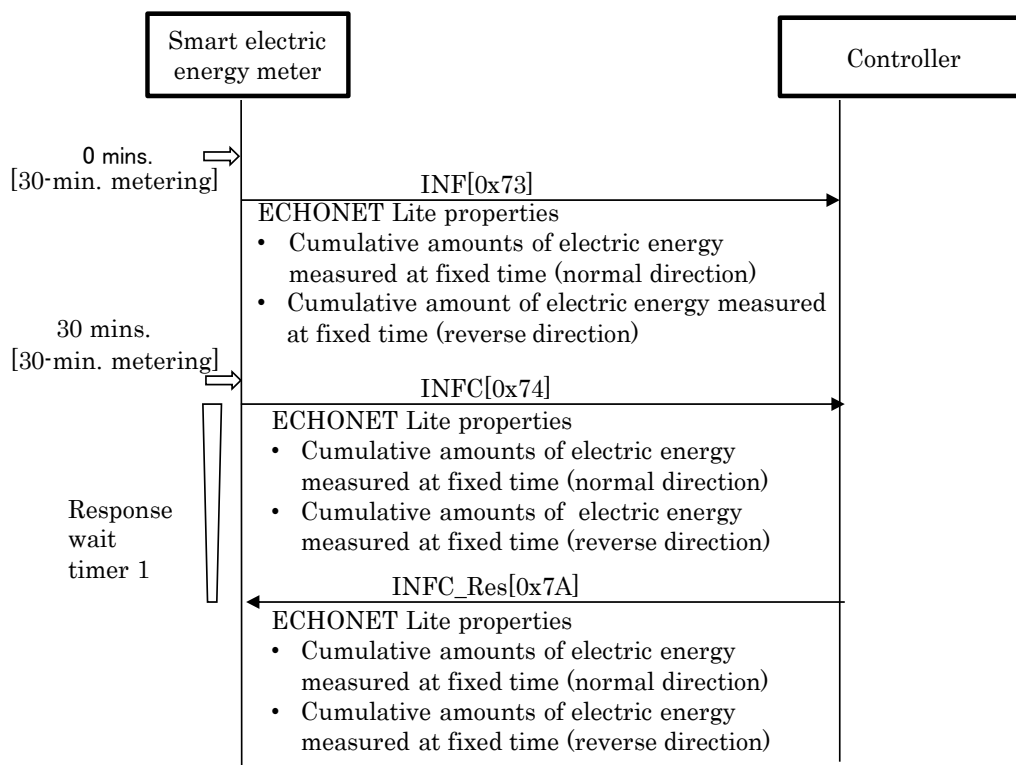 Smart electric
energy meter
Controller
0 mins.
[30-min. metering]
INF[0x73]
ECHONET Lite properties
• Cumulative amounts of electric energy
measured at fixed time (normal direction)
• Cumulative amount of electric energy measured
at fixed time (reverse direction)
30 mins.
[30-min. metering]
INFC[0x74]
ECHONET Lite properties
• Cumulative amounts of electric energy
measured at fixed time (normal direction)
• Cumulative amounts of electric energy
measured at fixed time (reverse direction)
Response
wait
timer 1
INFC_Res[0x7A]
ECHONET Lite properties
• Cumulative amounts of electric energy
measured at fixed time (normal direction)
• Cumulative amounts of electric energy
measured at fixed time (reverse direction)